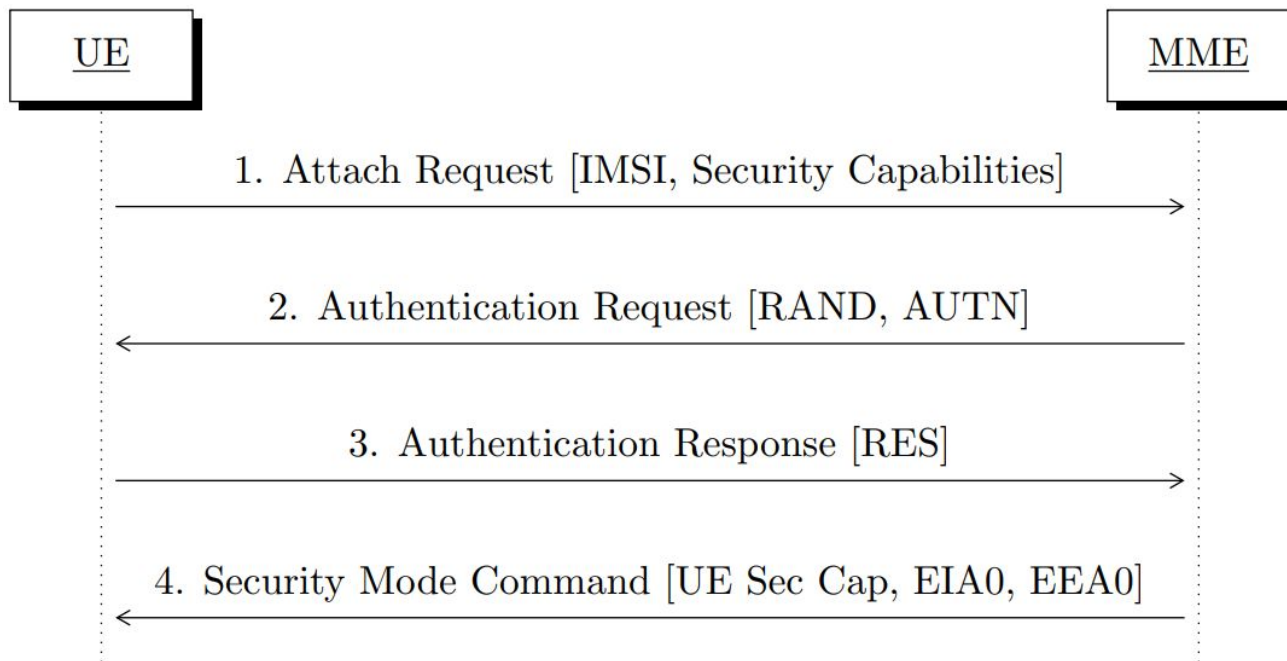 UE
MME
1. Attach Request [IMSI, Security Capabilities]
2. Authentication Request [RAND, AUTN]
3. Authentication Response [RES]
4. Security Mode Command [UE Sec Cap, EIA0, EEA0]